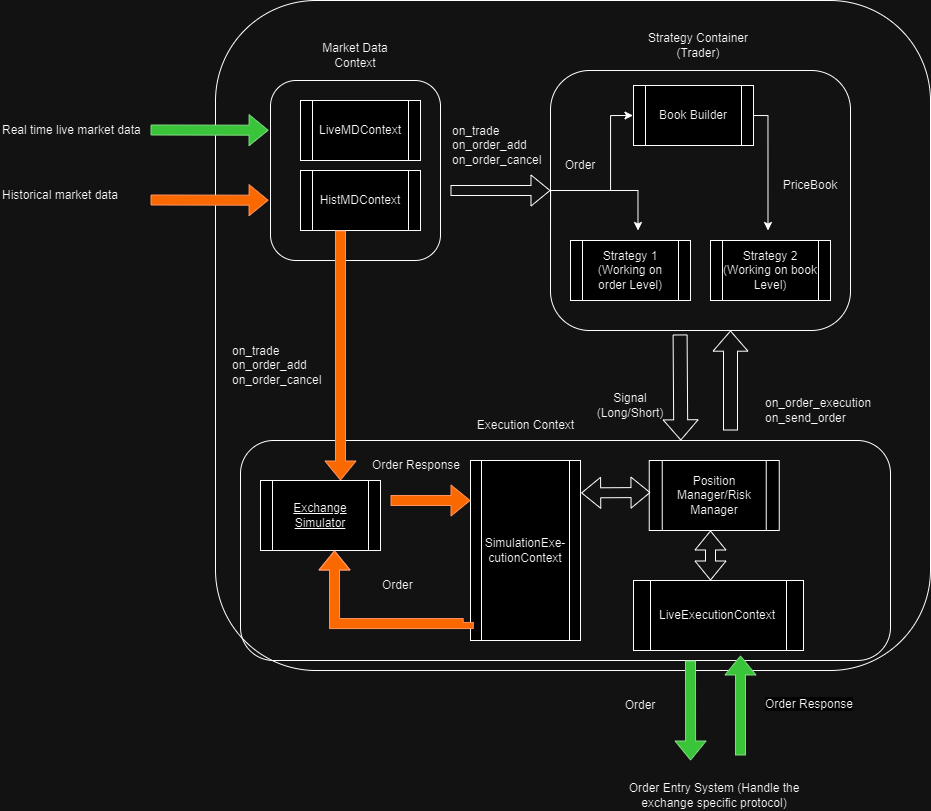 Strategy Container
(Trader)
Market Data
Context
Real time live market data
LiveMDContext
Book Builder
on_trade
on_order_add
on_order_cancel
Order
PriceBook
Historical market data
HistMDContext
Strategy 1
(Working on
order Level)
Strategy 2
(Working on book
Level)
on_trade
on_order_add
on_order_cancel
Signal
(Long/Short)
on_order_execution
on_send_order
Execution Context
Order Response
Exchange
Simulator
Position
Manager/Risk
Manager
SimulationExe-
cutionContext
Order
LiveExecutionContext
Order
Order Response
Order Entry System (Handle the
exchange specific protocol)